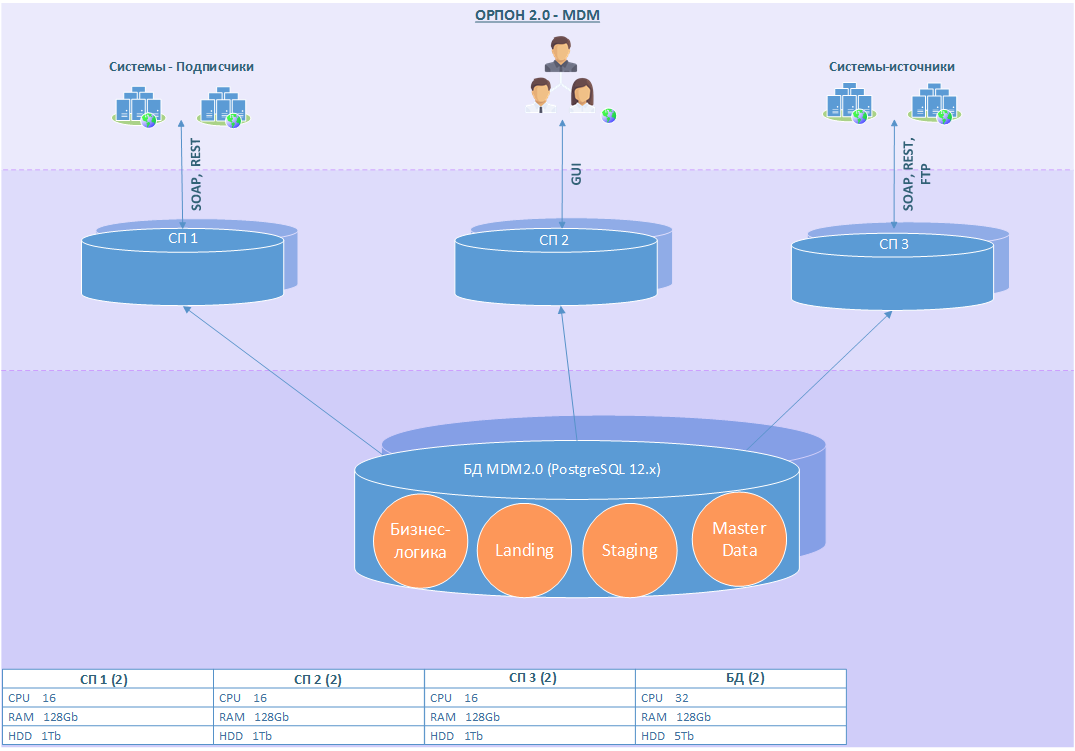 ОРПОН 2.0 - MDM
Системы - Подписчики
Системы-источники
SOAP, REST
GUI
SOAP, REST,
FTP
СП 1
СП 2
СП 3
БД MDM2.0 (PostgreSQL 12.x)
Бизнес-
логика
Landing
Staging
Master
Data
СП 1 (2) СП 2 (2) СП 3 (2) БД (2)
CPU 16 CPU 16 CPU 16 CPU 32
RAM 128Gb RAM 128Gb RAM 128Gb RAM 128Gb
HDD 1Tb HDD 1Tb HDD 1Tb HDD 5Tb